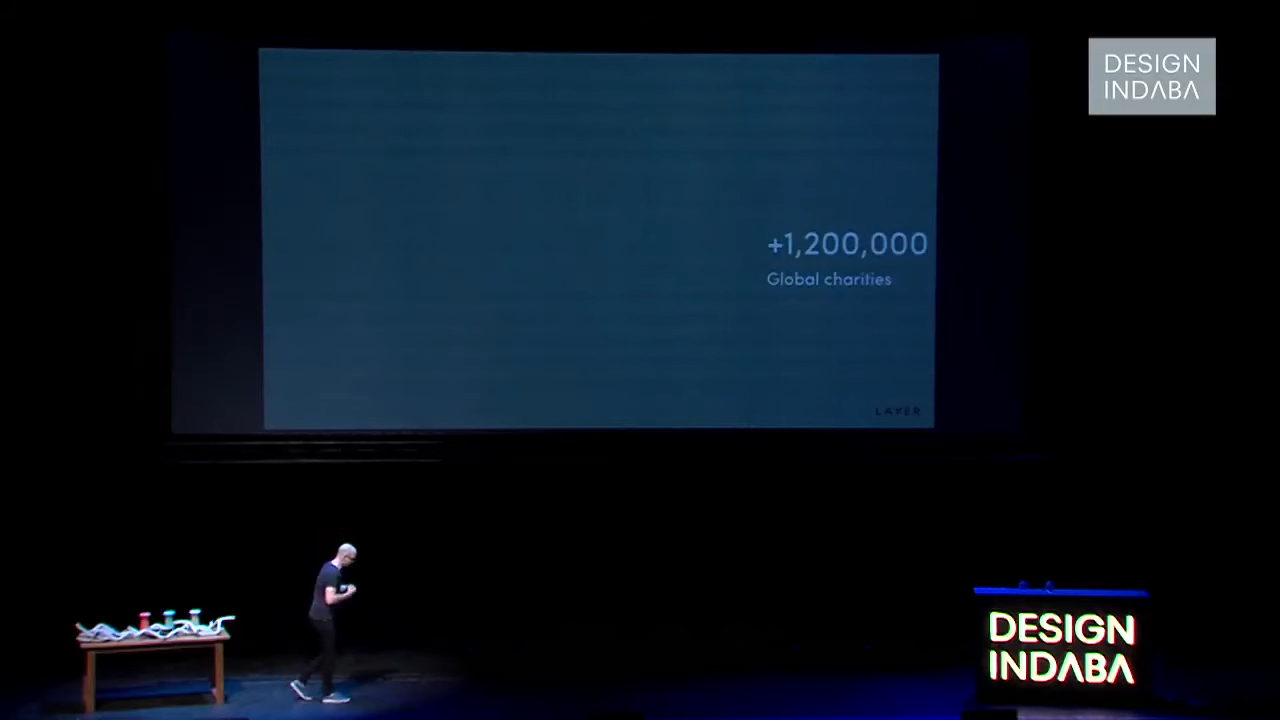 DESIGN
INDABA
+1,200,000
Global charities
LAYER
DESIGN
INDABA